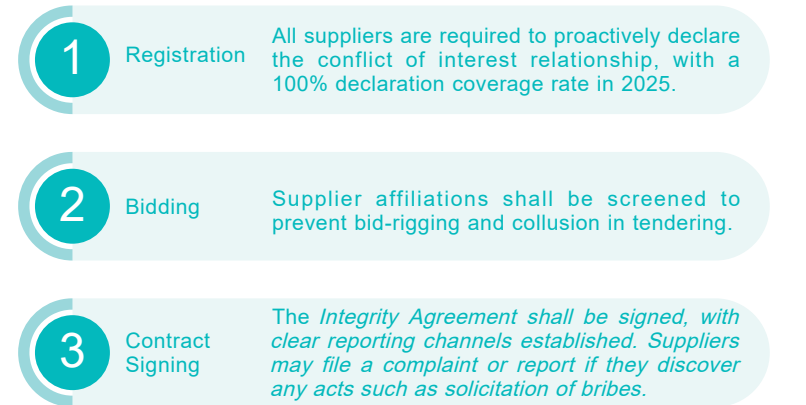 1
Registration
All suppliers are required to proactively declare
the conflict of interest relationship, with a
100% declaration coverage rate in 2025.
2
Bidding
Supplier affiliations shall be screened to
prevent bid-rigging and collusion in tendering.
3
Contract
Signing
The Integrity Agreement shall be signed, with
clear reporting channels established. Suppliers
may file a complaint or report if they discover
any acts such as solicitation of bribes.